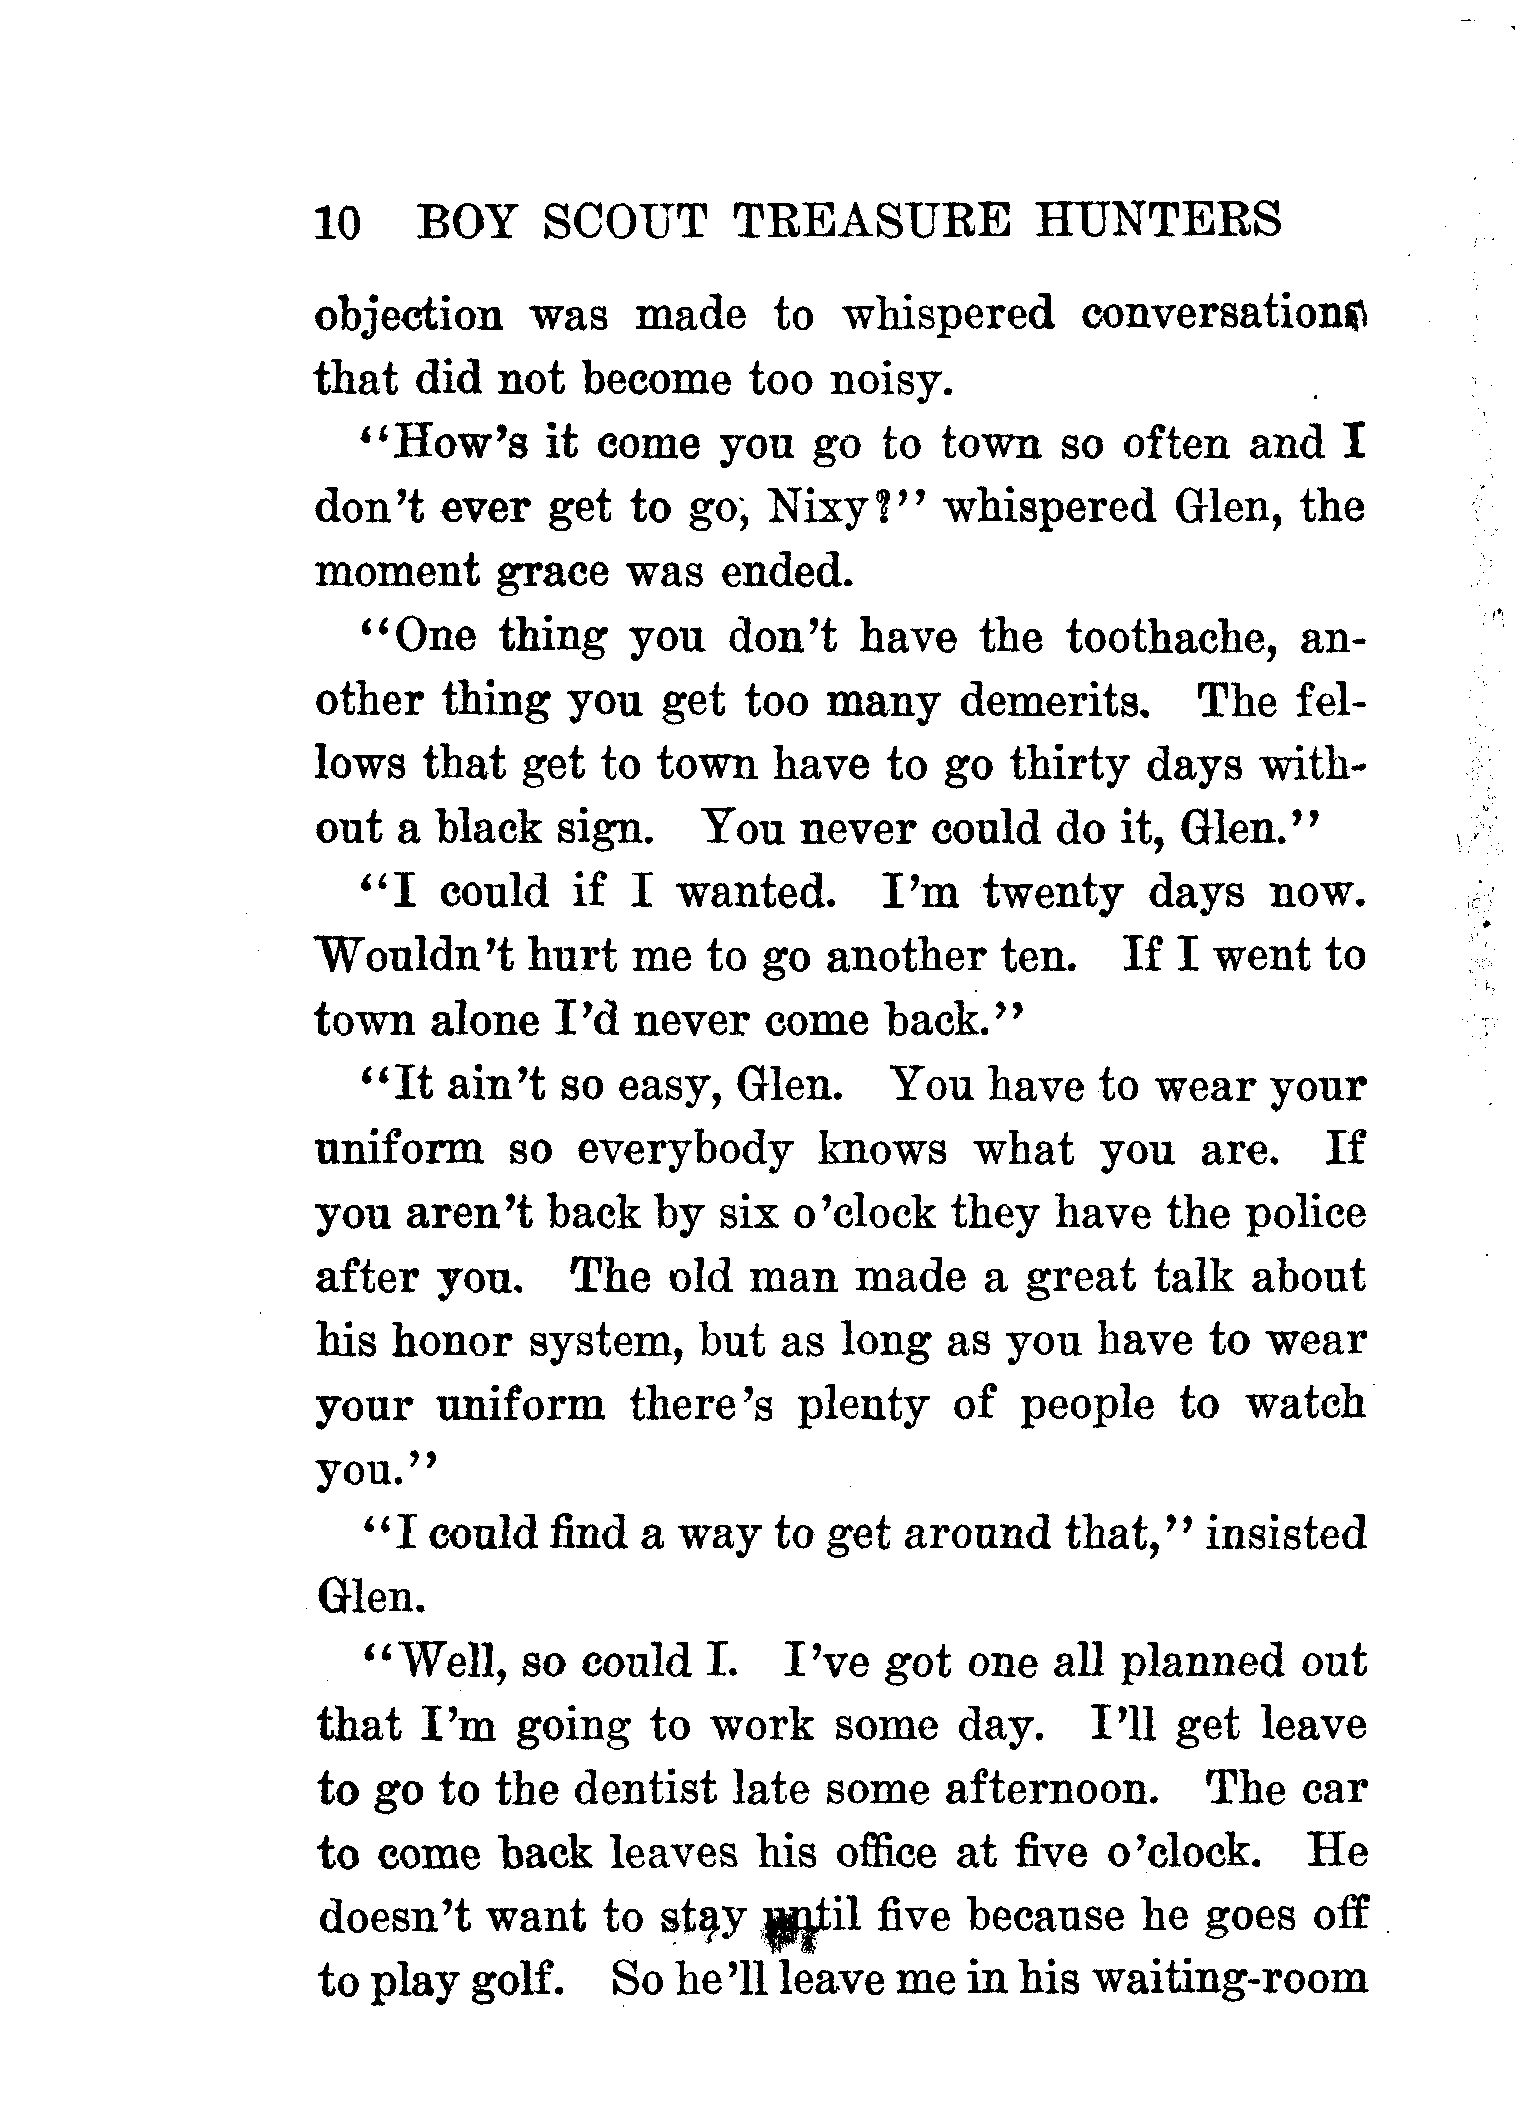 10 BOY SCOUT TREASURE HUNTERS
objection was made to whispered conversations
that did not become too noisy.
"How's it come you go to town so often and I
don't ever get to go, Nixy?" whispered Glen, the
moment grace was ended.
"One thing you don't have the toothache, an-
other thing you get too many demerits. The fel-
lows that get to town have to go thirty days with-
out a black sign. You never could do it, Glen."
"I could if I wanted. I'm twenty days now.
Wouldn't hurt me to go another ten. If I went to
town alone I'd never come back."
"It ain't so easy, Glen. You have to wear your
uniform so everybody knows what you are. If
you aren't back by six o'clock they have the police
after you. The old man made a great talk about
his honor system, but as long as you have to wear
your uniform there's plenty of people to watch
you."
"I could find a way to get around that," insisted
Glen.
"Well, so could I. I've got one all planned out
that I'm going to work some day. I'll get leave
to go to the dentist late some afternoon. The car
to come back leaves his office at five o'clock. He
doesn't want to stay until five because he goes off
to play golf. So he'll leave me in his waiting-room